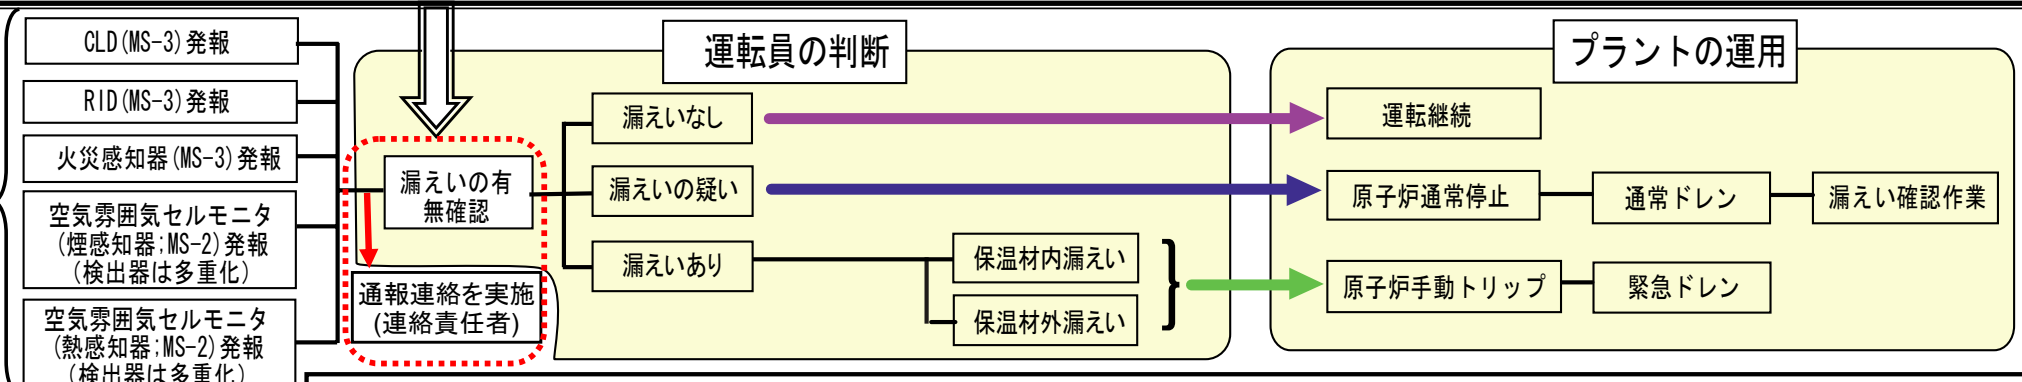 CLD(MS-3)発報
RID(MS-3)発報
火災感知器(MS-3)発報
空気雰囲気セルモニタ
(煙感知器;MS-2)発報
(検出器は多重化)
空気雰囲気セルモニタ
(熱感知器;MS-2)発報
(検出器は多重化)
運転員の判断
漏えいの有
無確認
通報連絡を実施
(連絡責任者)
漏えいなし
漏えいの疑い
漏えいあり
保温材内漏えい
保温材外漏えい
プラントの運用
運転継続
原子炉通常停止
通常ドレン
漏えい確認作業
原子炉手動トリップ
緊急ドレン